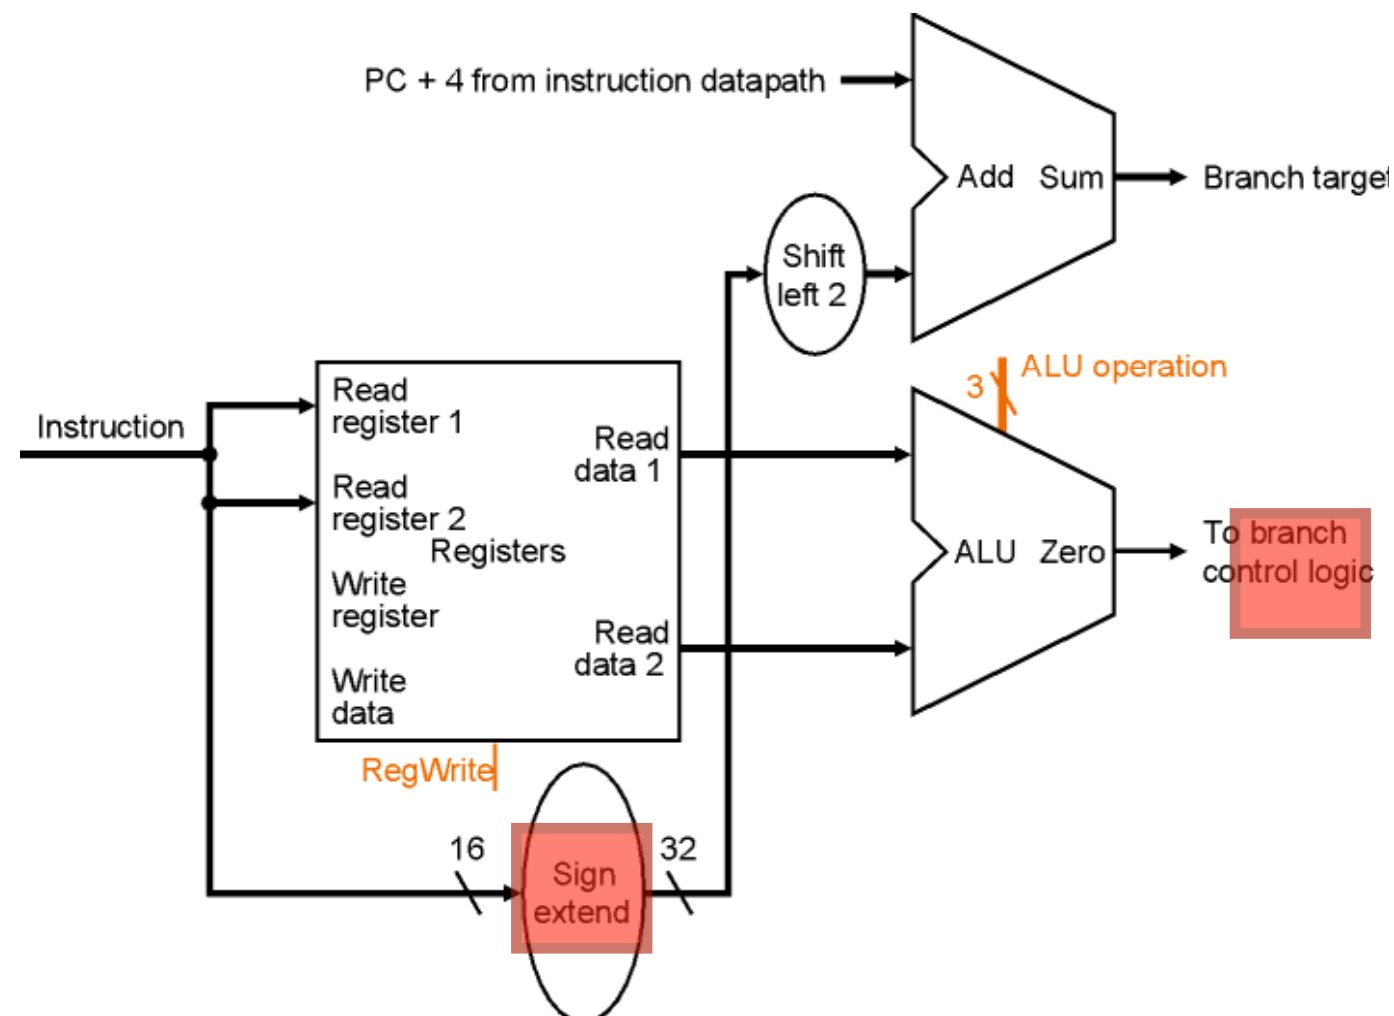 PC + 4 from instruction datapath
Add Sum
Branch target
Shift
left 2
3
ALU operation
Instruction
Read
register 1
Read
data 1
Read
register 2
Registers
ALU Zero
To branch
control logic
Write
register
Read
data 2
Write
data
RegWrite
16
Sign
extend
32